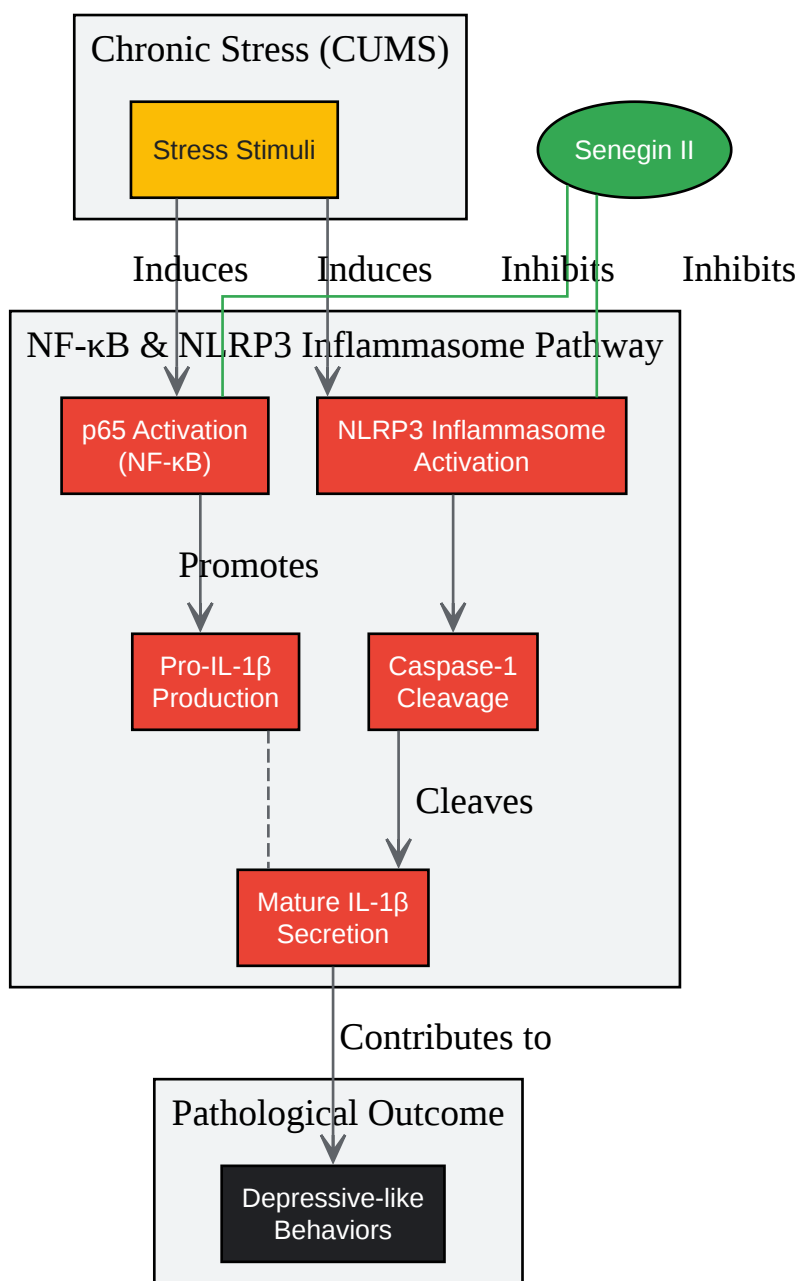 Chronic Stress (CUMS)
Stress Stimuli
Senegin II
Induces
Induces
Inhibits
Inhibits
NF-κB & NLRP3 Inflammasome Pathway
p65 Activation
(NF-κB)
NLRP3 Inflammasome
Activation
Promotes
Pro-IL-1β
Production
Caspase-1
Cleavage
Cleaves
Mature IL-1β
Secretion
Contributes to
Pathological Outcome
Depressive-like
Behaviors